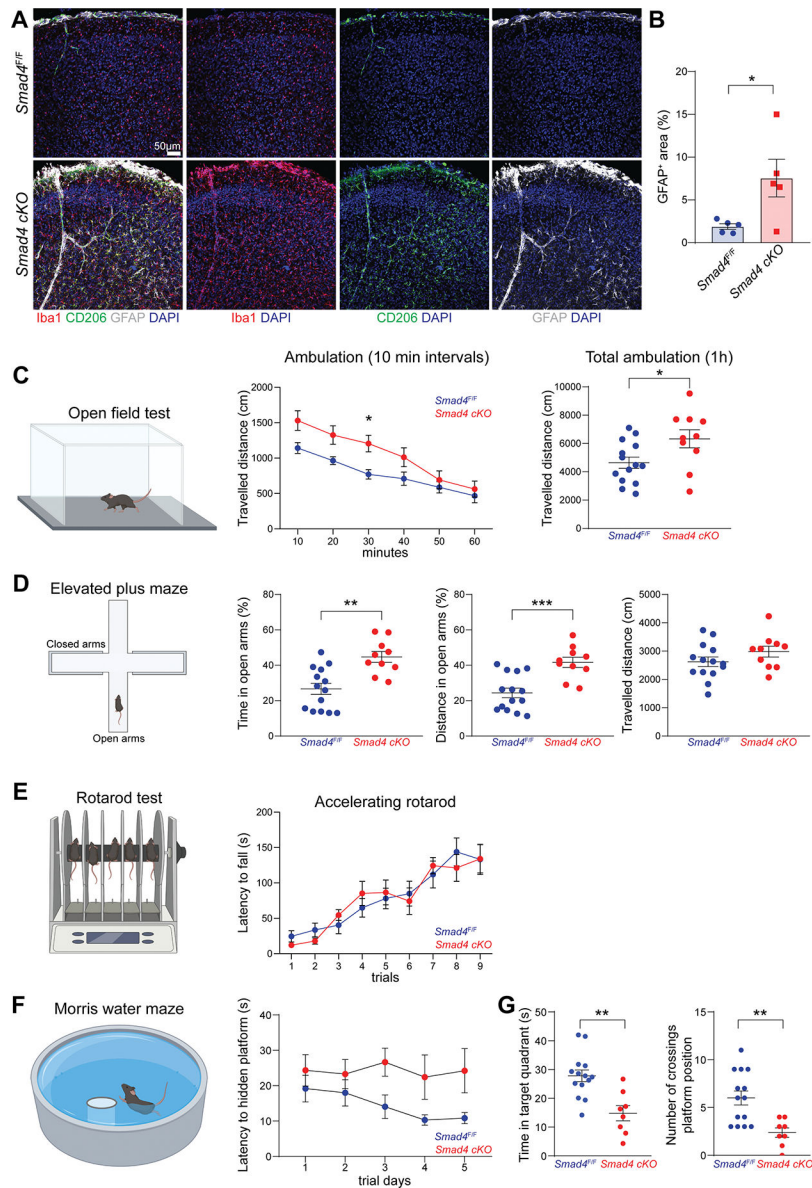 A
Smad4F/F
50µm
Smad4 cKO
Iba1 CD206 GFAP DAPI
Iba1 DAPI
CD206 DAPI
GFAP DAPI
B
GFAP+ area (%)
20
15
10
5
0
*
Smad4F/F
Smad4 cKO
C
Open field test
Ambulation (10 min intervals)
Travelled distance (cm)
2000
1500
1000
500
0
*
Smad4F/F
Smad4 cKO
10 20 30 40 50 60
minutes
Total ambulation (1h)
Travelled distance (cm)
10000
8000
6000
4000
2000
0
*
Smad4F/F
Smad4 cKO
D
Elevated plus maze
Closed arms
Open arms
Time in open arms (%)
80
60
40
20
0
**
Smad4F/F
Smad4 cKO
Distance in open arms (%)
80
60
40
20
0
***
Smad4F/F
Smad4 cKO
Travelled distance (cm)
5000
4000
3000
2000
1000
0
Smad4F/F
Smad4 cKO
E
Rotarod test
Accelerating rotarod
Latency to fall (s)
200
150
100
50
0
Smad4F/F
Smad4 cKO
1 2 3 4 5 6 7 8 9
trials
F
Morris water maze
Latency to hidden platform (s)
40
30
20
10
0
Smad4F/F
Smad4 cKO
1 2 3 4 5
trial days
G
Time in target quadrant (s)
50
40
30
20
10
0
**
Smad4F/F
Smad4 cKO
Number of crossings
platform position
15
10
5
0
**
Smad4F/F
Smad4 cKO